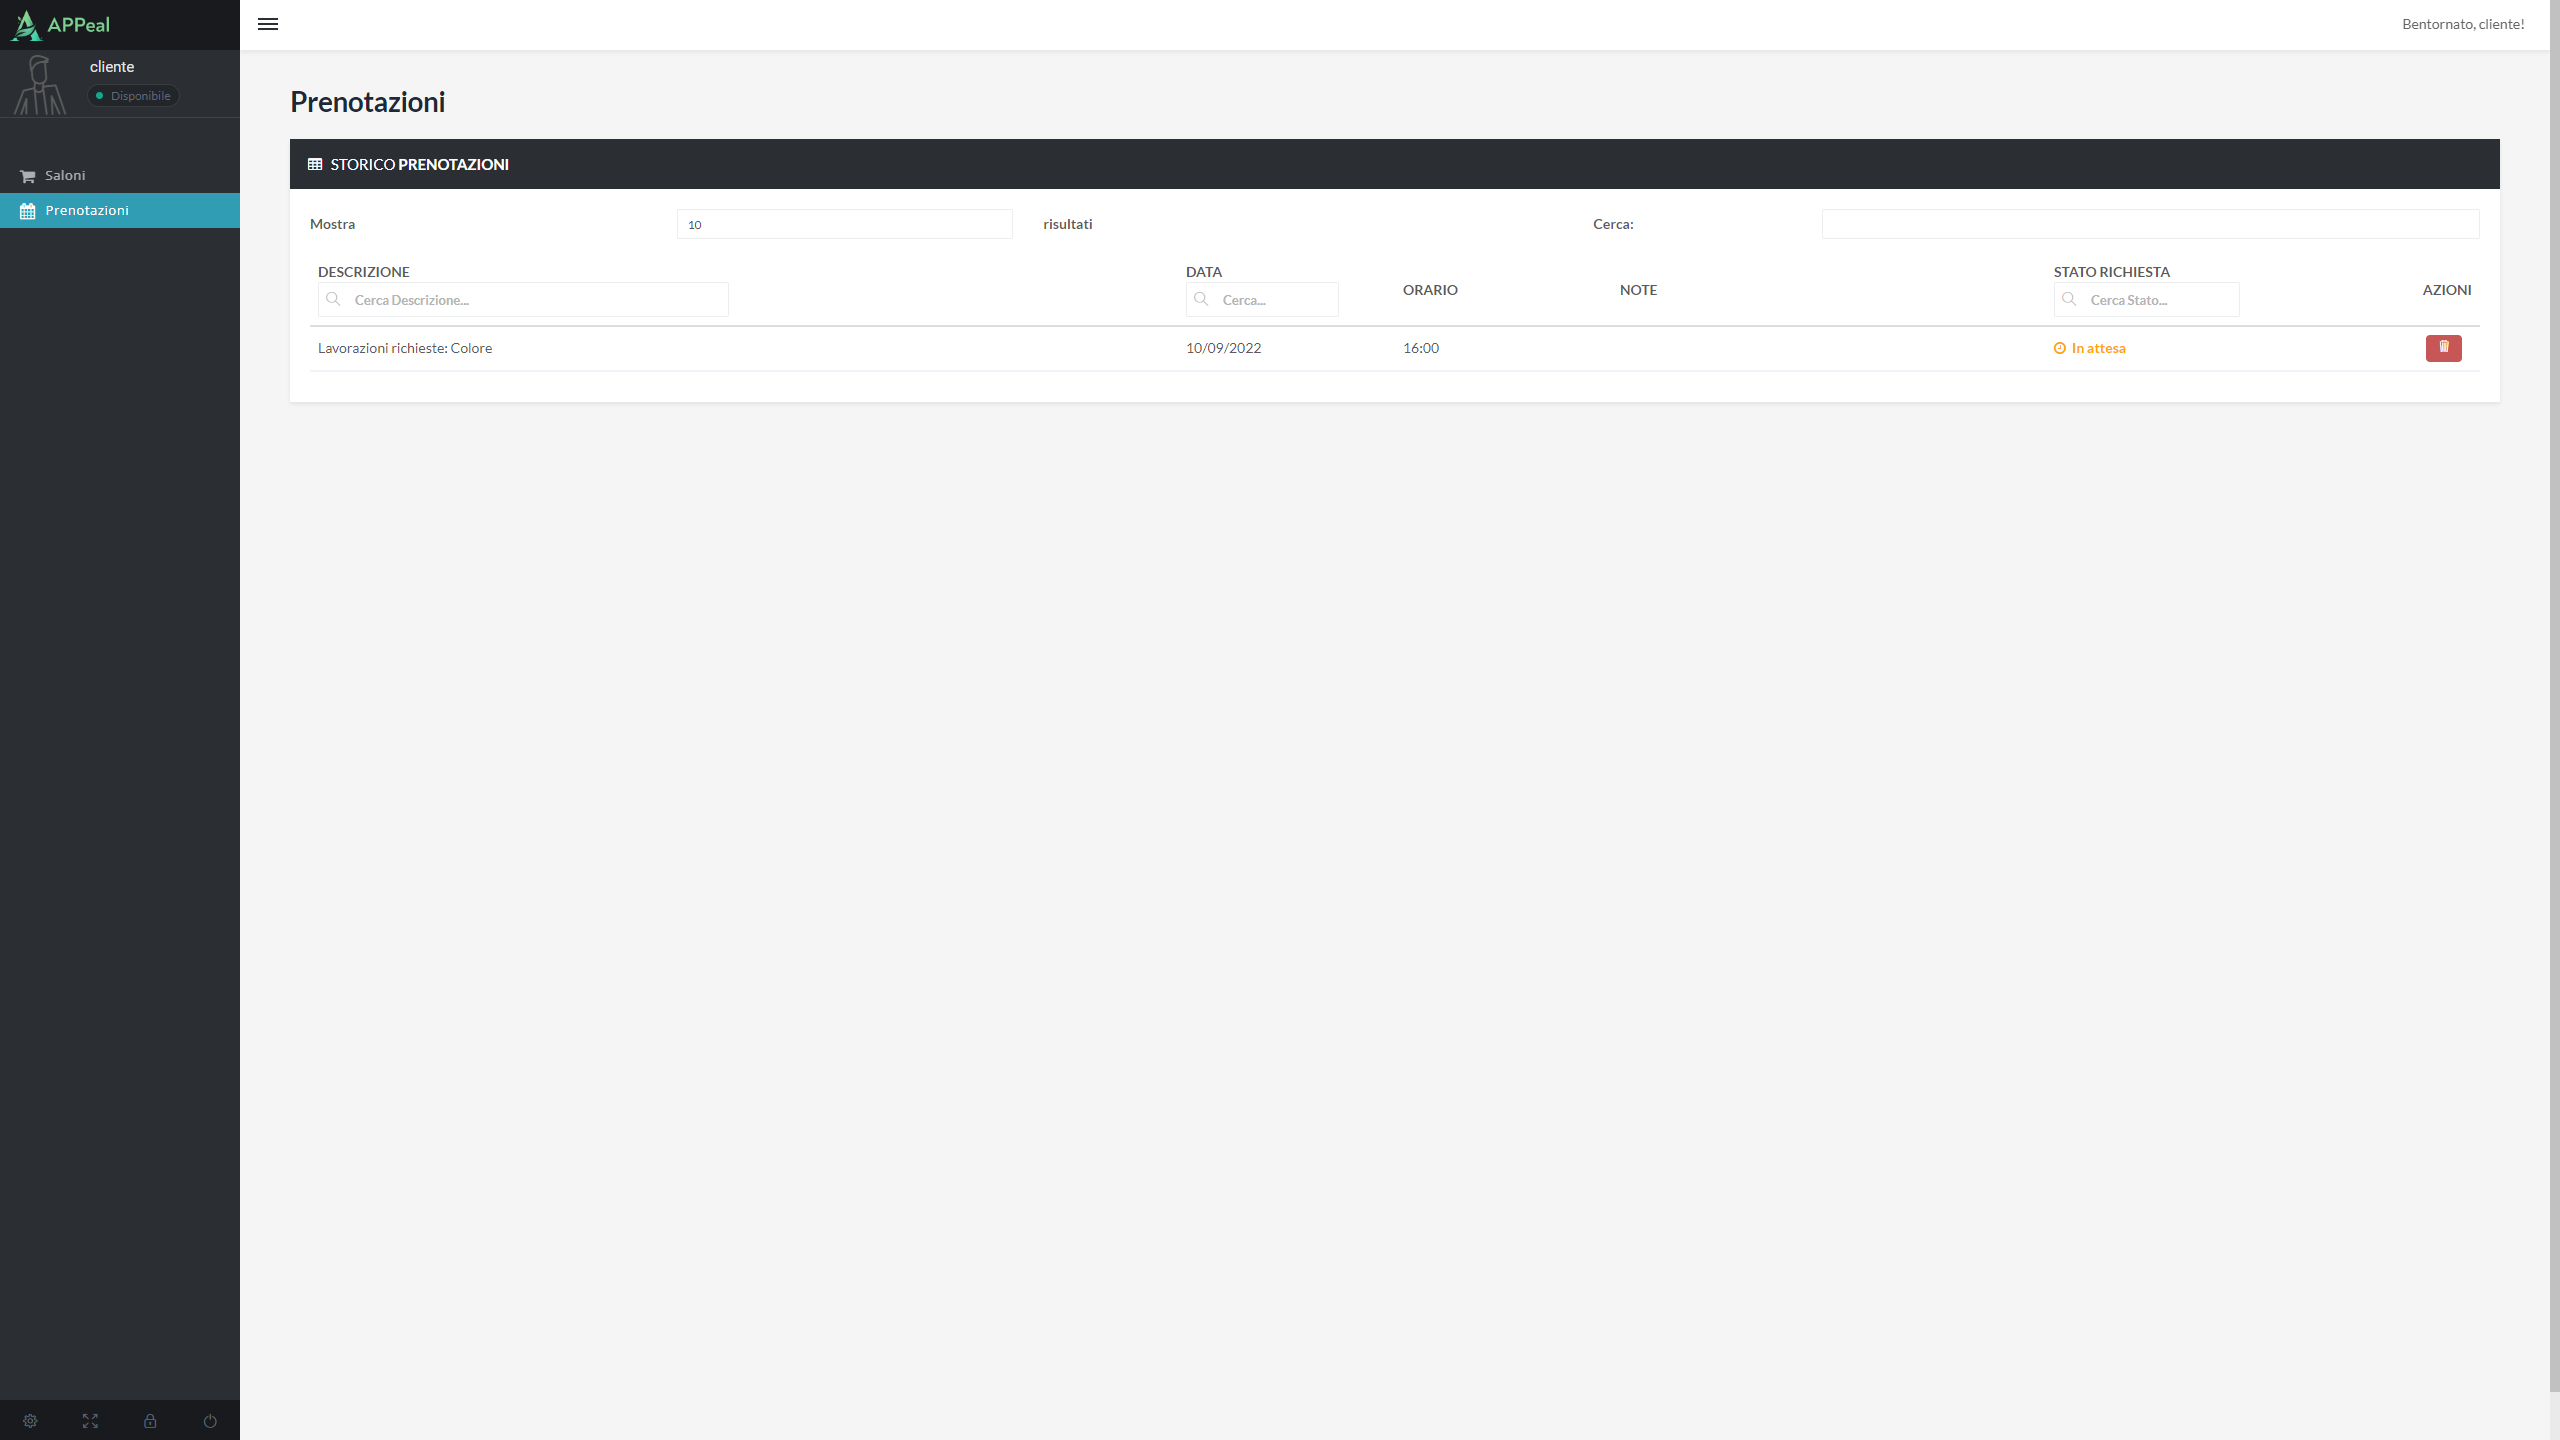 APPeal
Bentornato, cliente!
cliente
Disponibile
Saloni
Prenotazioni
Prenotazioni
STORICO PRENOTAZIONI
Mostra 10 risultati Cerca:
DESCRIZIONE DATA ORARIO NOTE STATO RICHIESTA AZIONI
Cerca Descrizione... Cerca... Cerca Stato...
Lavorazioni richieste: Colore 10/09/2022 16:00 In attesa